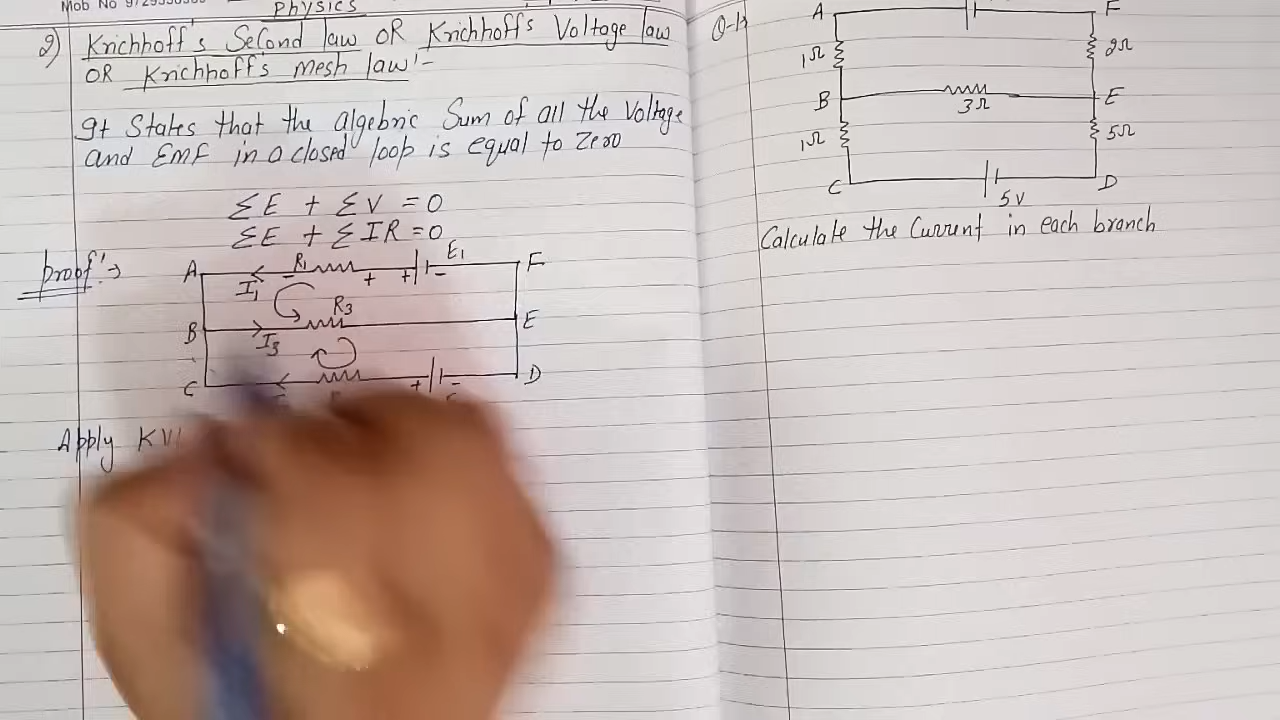 Physics
2) Krichhoff's Second law OR Krichhoff's Voltage law
OR Krichhoff's mesh law :-
It States that the algebric Sum of all the Voltage
and EMF in a closed loop is equal to Zero
ΣE + ΣV = 0
ΣE + ΣIR = 0
proof :→
A R₁ + + - E₁ F
I₁
R₃
B E
I₃
C + - D
Apply KV
Q-1)
A F
1Ω 2Ω
B 3Ω E
1Ω 5Ω
C D
5V
Calculate the Current in each branch